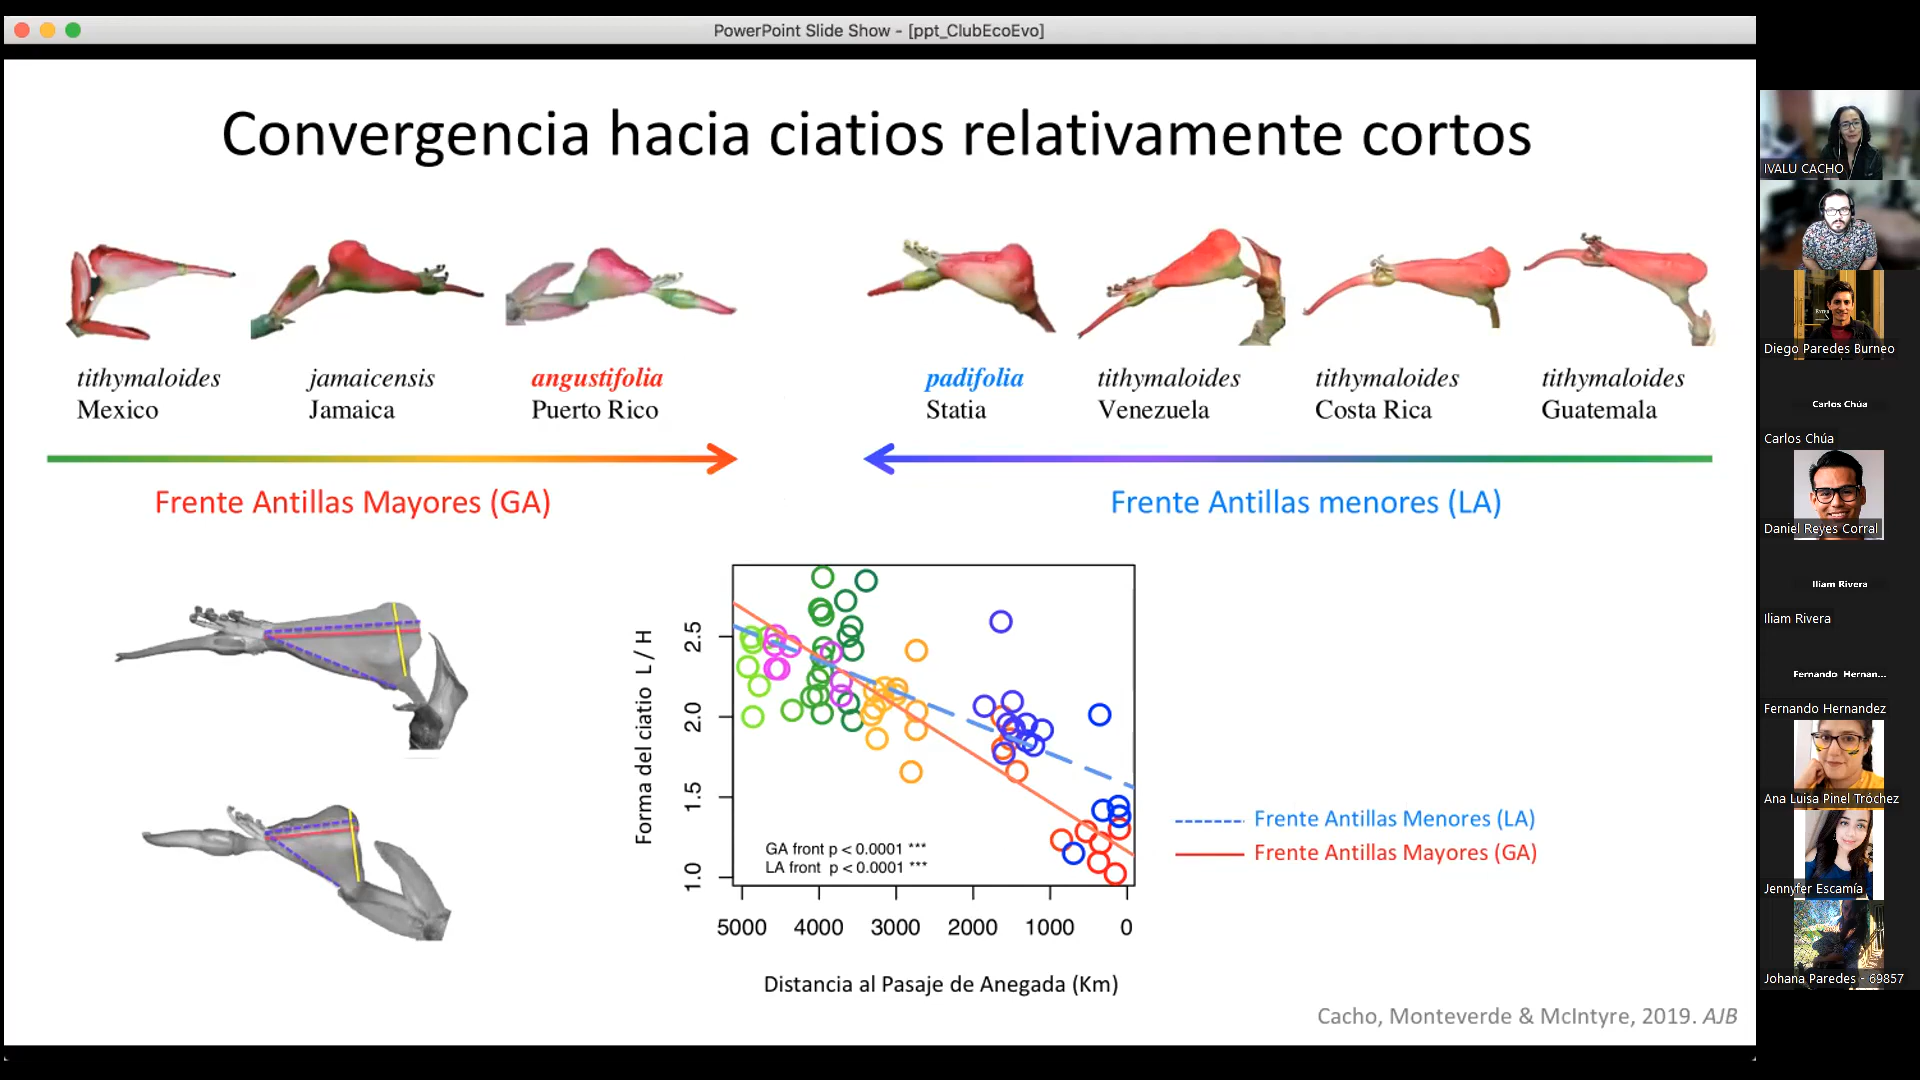 PowerPoint Slide Show - [ppt_ClubEcoEvo]
Convergencia hacia ciatios relativamente cortos
tithymaloides
Mexico
jamaicensis
Jamaica
angustifolia
Puerto Rico
padifolia
Statia
tithymaloides
Venezuela
tithymaloides
Costa Rica
tithymaloides
Guatemala
Frente Antillas Mayores (GA)
Frente Antillas menores (LA)
Forma del ciatio L / H
2.5
2.0
1.5
1.0
GA front p < 0.0001 ***
LA front p < 0.0001 ***
5000 4000 3000 2000 1000 0
Distancia al Pasaje de Anegada (Km)
Frente Antillas Menores (LA)
Frente Antillas Mayores (GA)
Cacho, Monteverde & McIntyre, 2019. AJB
IVALU CACHO
Diego Paredes Burneo
Carlos Chúa
Carlos Chúa
Daniel Reyes Corral
Iliam Rivera
Iliam Rivera
Fernando Hernan...
Fernando Hernandez
Ana Luisa Pinel Tróchez
Jennyfer Escamía
Johana Paredes - 69857